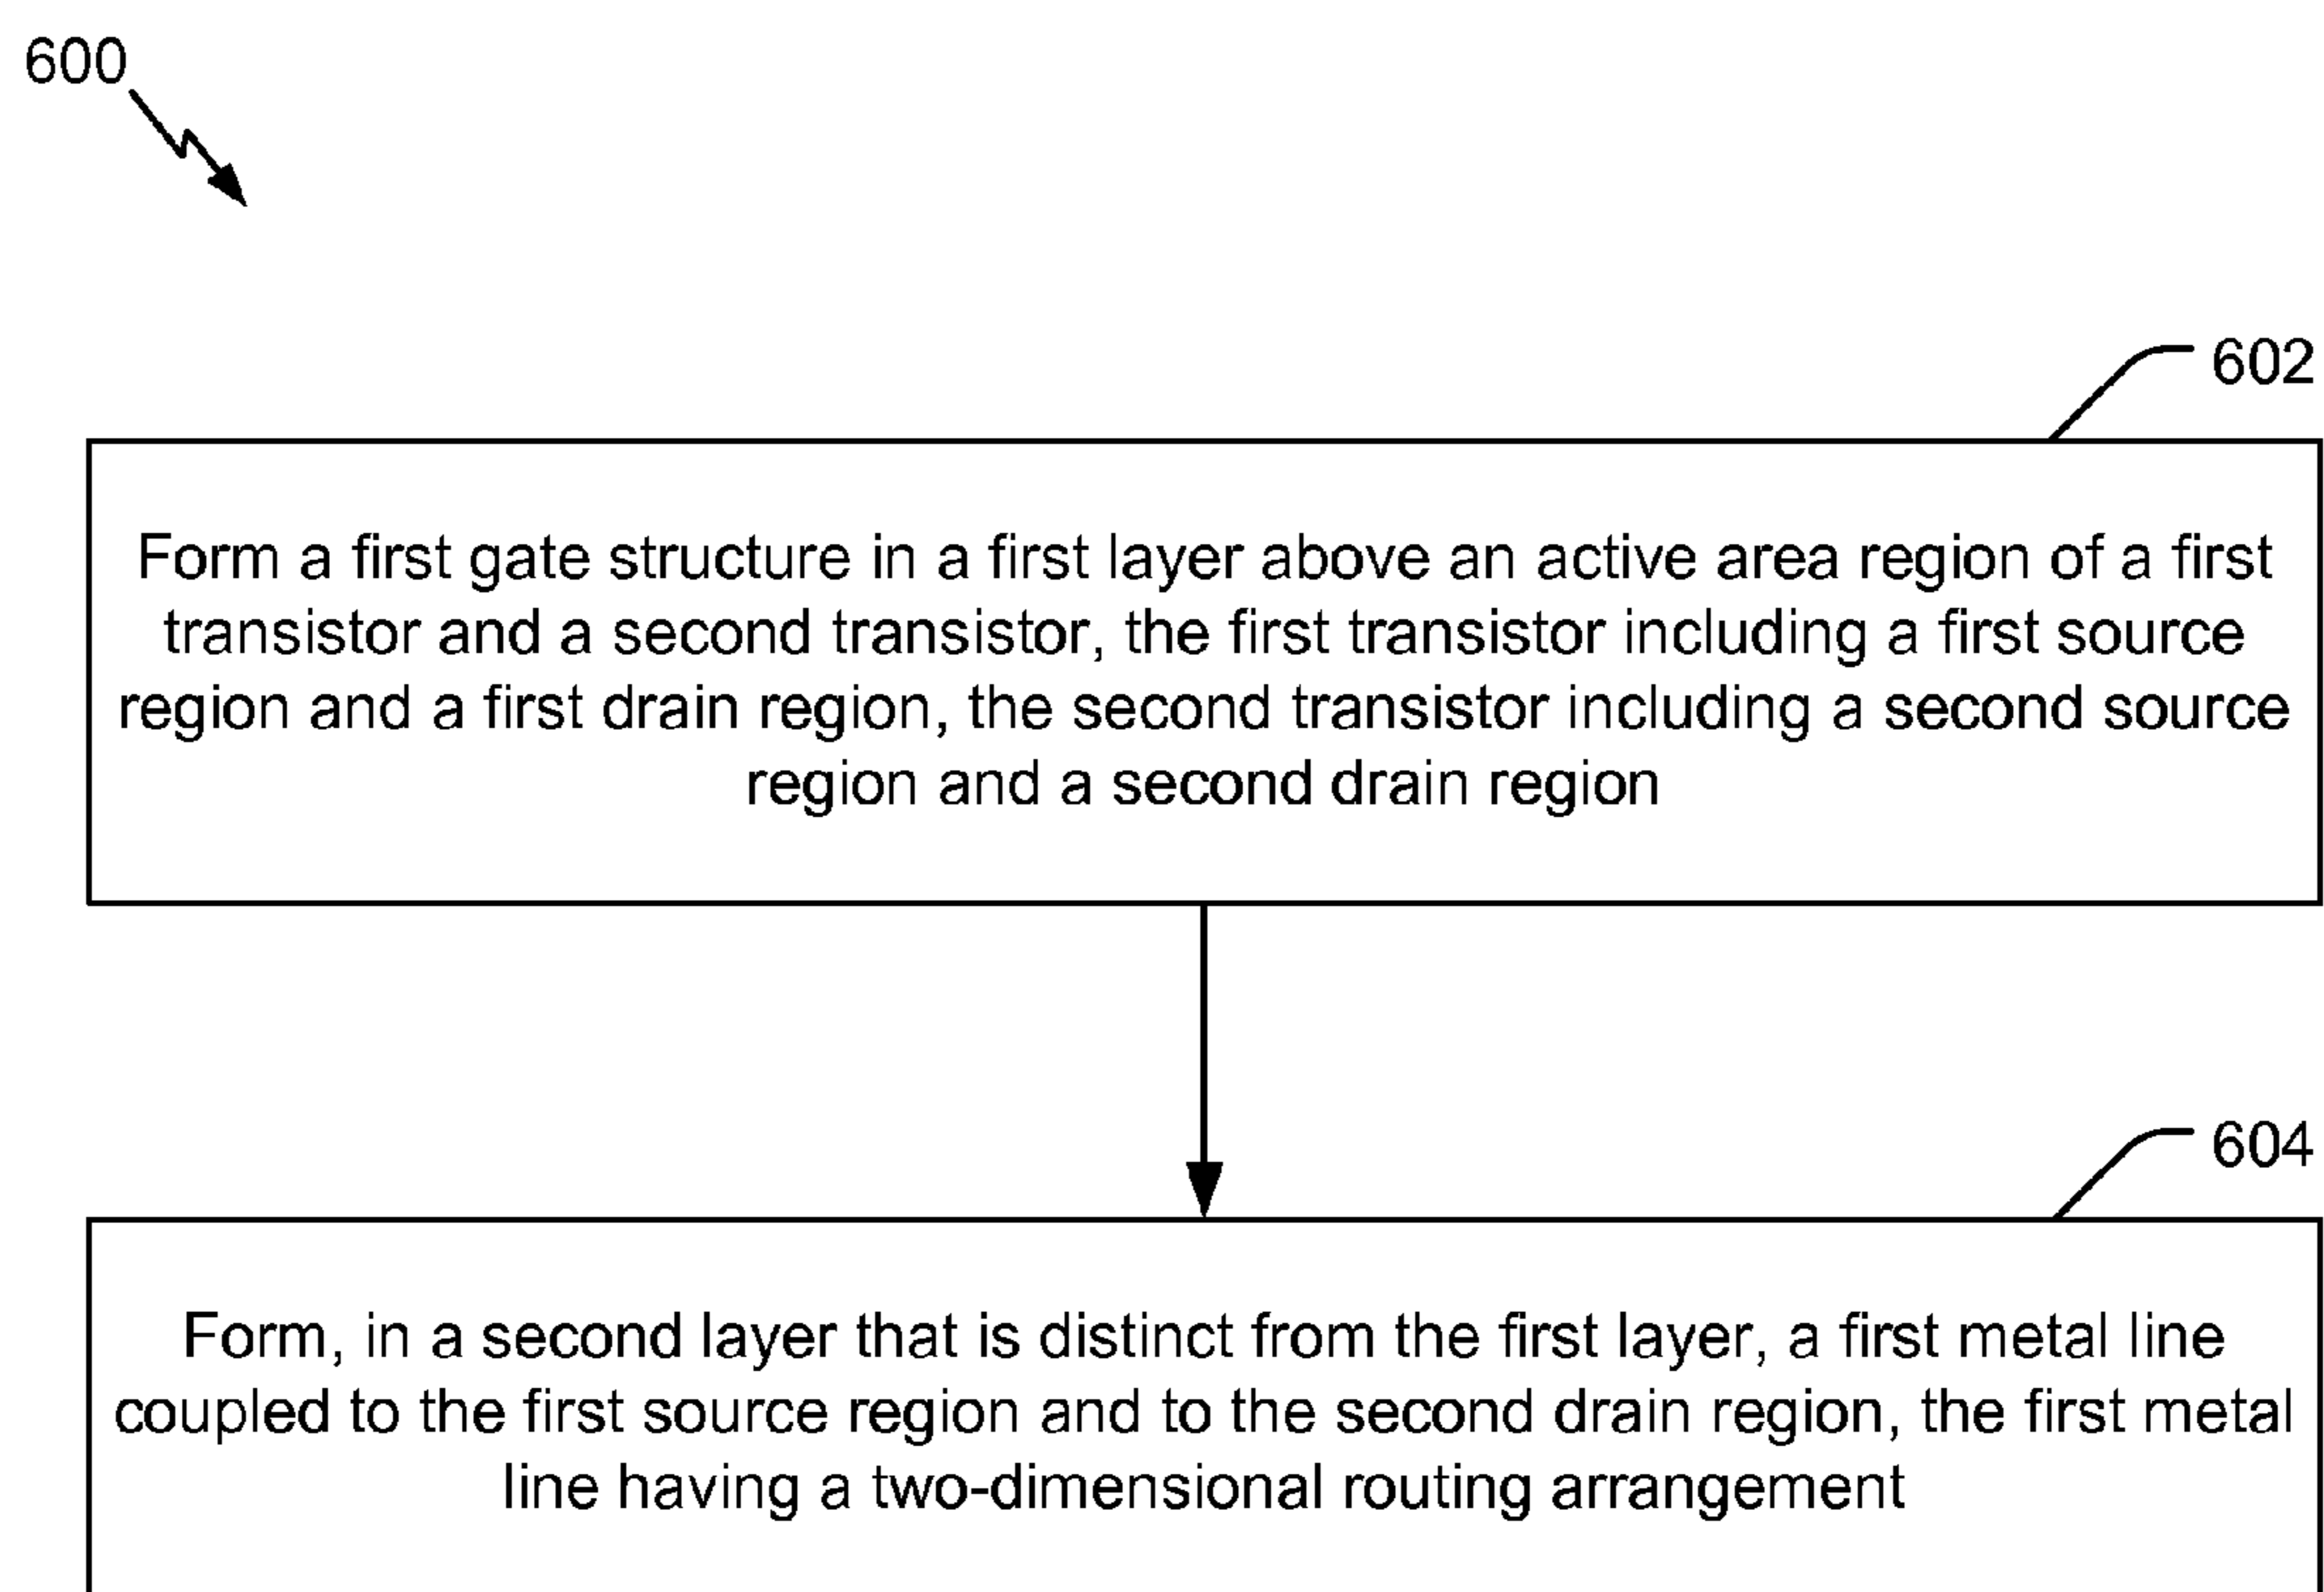 600
602
Form a first gate structure in a first layer above an active area region of a first
transistor and a second transistor, the first transistor including a first source
region and a first drain region, the second transistor including a second source
region and a second drain region
604
Form, in a second layer that is distinct from the first layer, a first metal line
coupled to the first source region and to the second drain region, the first metal
line having a two-dimensional routing arrangement